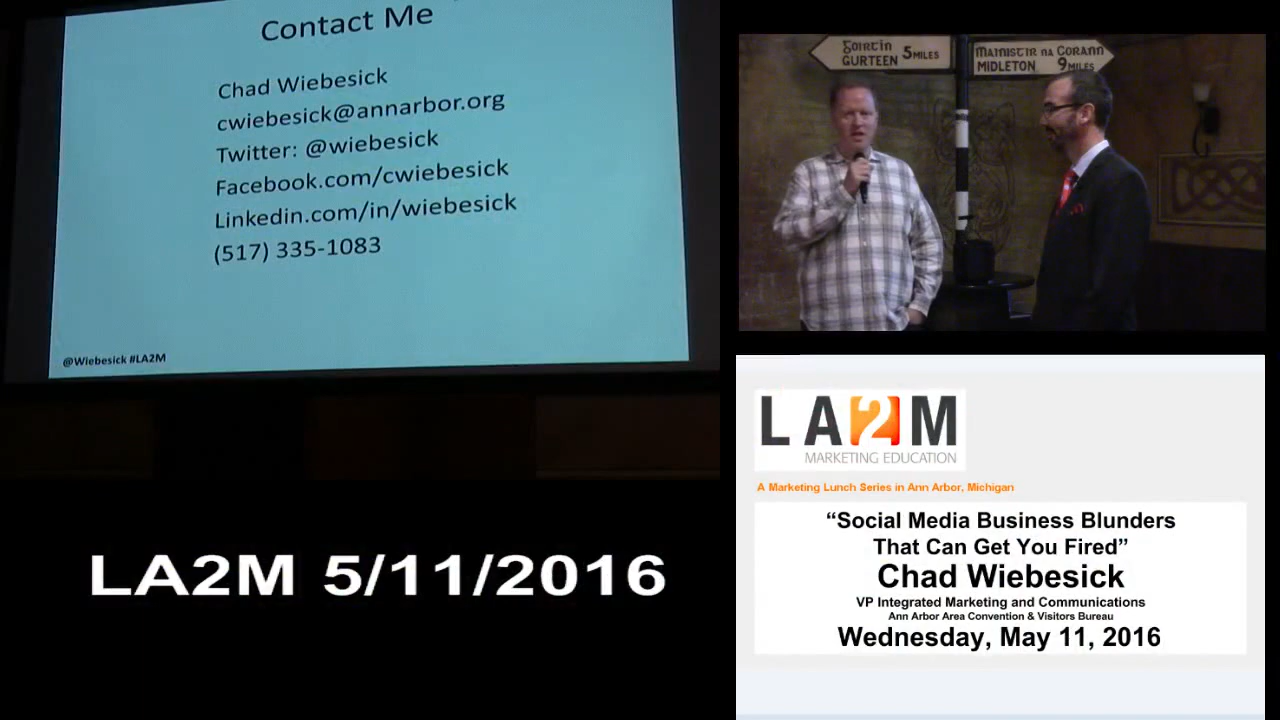 Contact Me
Chad Wiebesick
cwiebesick@annarbor.org
Twitter: @wiebesick
Facebook.com/cwiebesick
Linkedin.com/in/wiebesick
(517) 335-1083
@Wiebesick #LA2M
GURTEEN 5 MILES
MAINISTIR NA CORANN
MIDLETON 9 MILES
LA2M
MARKETING EDUCATION
A Marketing Lunch Series in Ann Arbor, Michigan
“Social Media Business Blunders
That Can Get You Fired”
Chad Wiebesick
VP Integrated Marketing and Communications
Ann Arbor Area Convention & Visitors Bureau
Wednesday, May 11, 2016
LA2M 5/11/2016